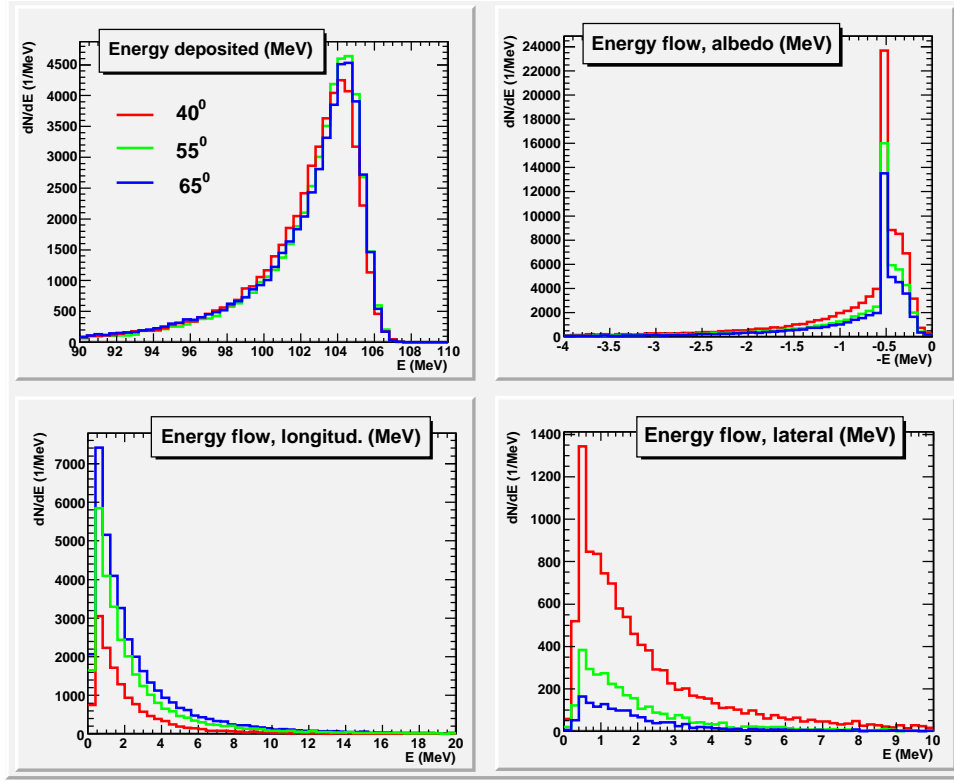 Energy deposited (MeV)
dN/dE (1/MeV)
4500
4000
3500
3000
2500
2000
1500
1000
500
0
40⁰
55⁰
65⁰
90 92 94 96 98 100 102 104 106 108 110
E (MeV)
Energy flow, albedo (MeV)
dN/dE (1/MeV)
24000
22000
20000
18000
16000
14000
12000
10000
8000
6000
4000
2000
0
-4 -3.5 -3 -2.5 -2 -1.5 -1 -0.5 0
-E (MeV)
Energy flow, longitud. (MeV)
dN/dE (1/MeV)
7000
6000
5000
4000
3000
2000
1000
0
0 2 4 6 8 10 12 14 16 18 20
E (MeV)
Energy flow, lateral (MeV)
dN/dE (1/MeV)
1400
1200
1000
800
600
400
200
0
0 1 2 3 4 5 6 7 8 9 10
E (MeV)